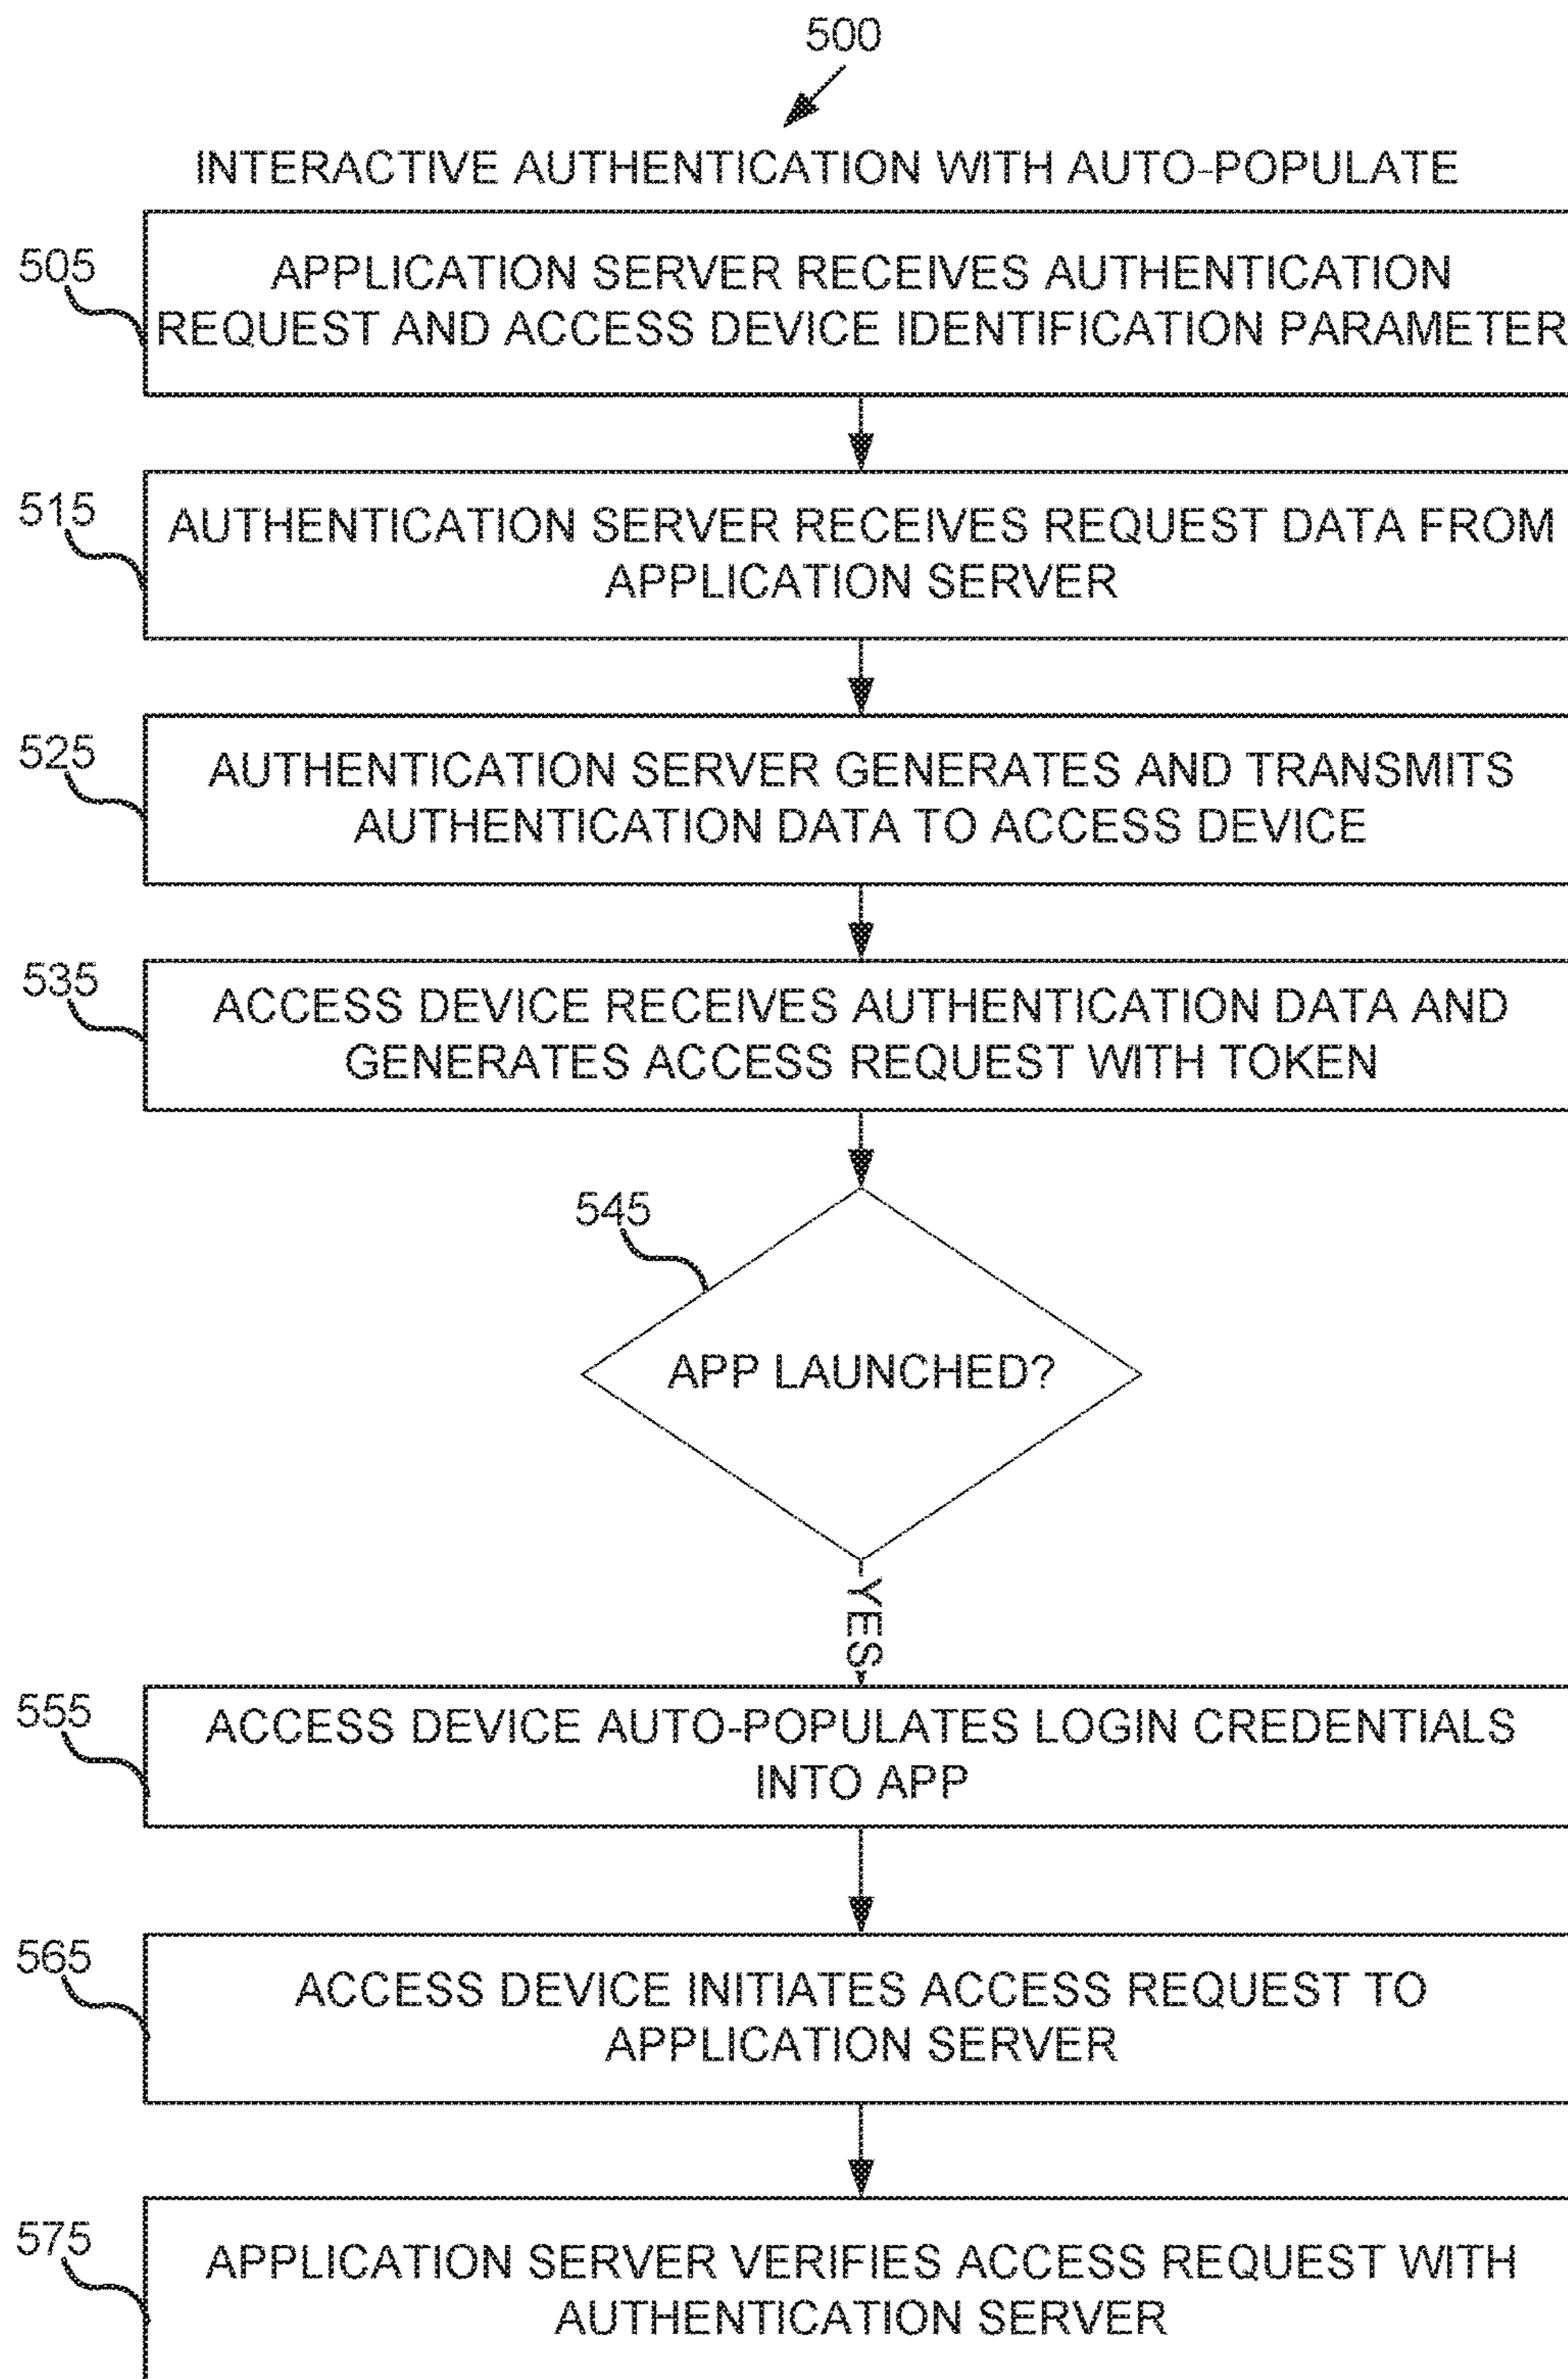 500
INTERACTIVE AUTHENTICATION WITH AUTO-POPULATE
505
APPLICATION SERVER RECEIVES AUTHENTICATION
REQUEST AND ACCESS DEVICE IDENTIFICATION PARAMETER
515
AUTHENTICATION SERVER RECEIVES REQUEST DATA FROM
APPLICATION SERVER
525
AUTHENTICATION SERVER GENERATES AND TRANSMITS
AUTHENTICATION DATA TO ACCESS DEVICE
535
ACCESS DEVICE RECEIVES AUTHENTICATION DATA AND
GENERATES ACCESS REQUEST WITH TOKEN
545
APP LAUNCHED?
YES
555
ACCESS DEVICE AUTO-POPULATES LOGIN CREDENTIALS
INTO APP
565
ACCESS DEVICE INITIATES ACCESS REQUEST TO
APPLICATION SERVER
575
APPLICATION SERVER VERIFIES ACCESS REQUEST WITH
AUTHENTICATION SERVER